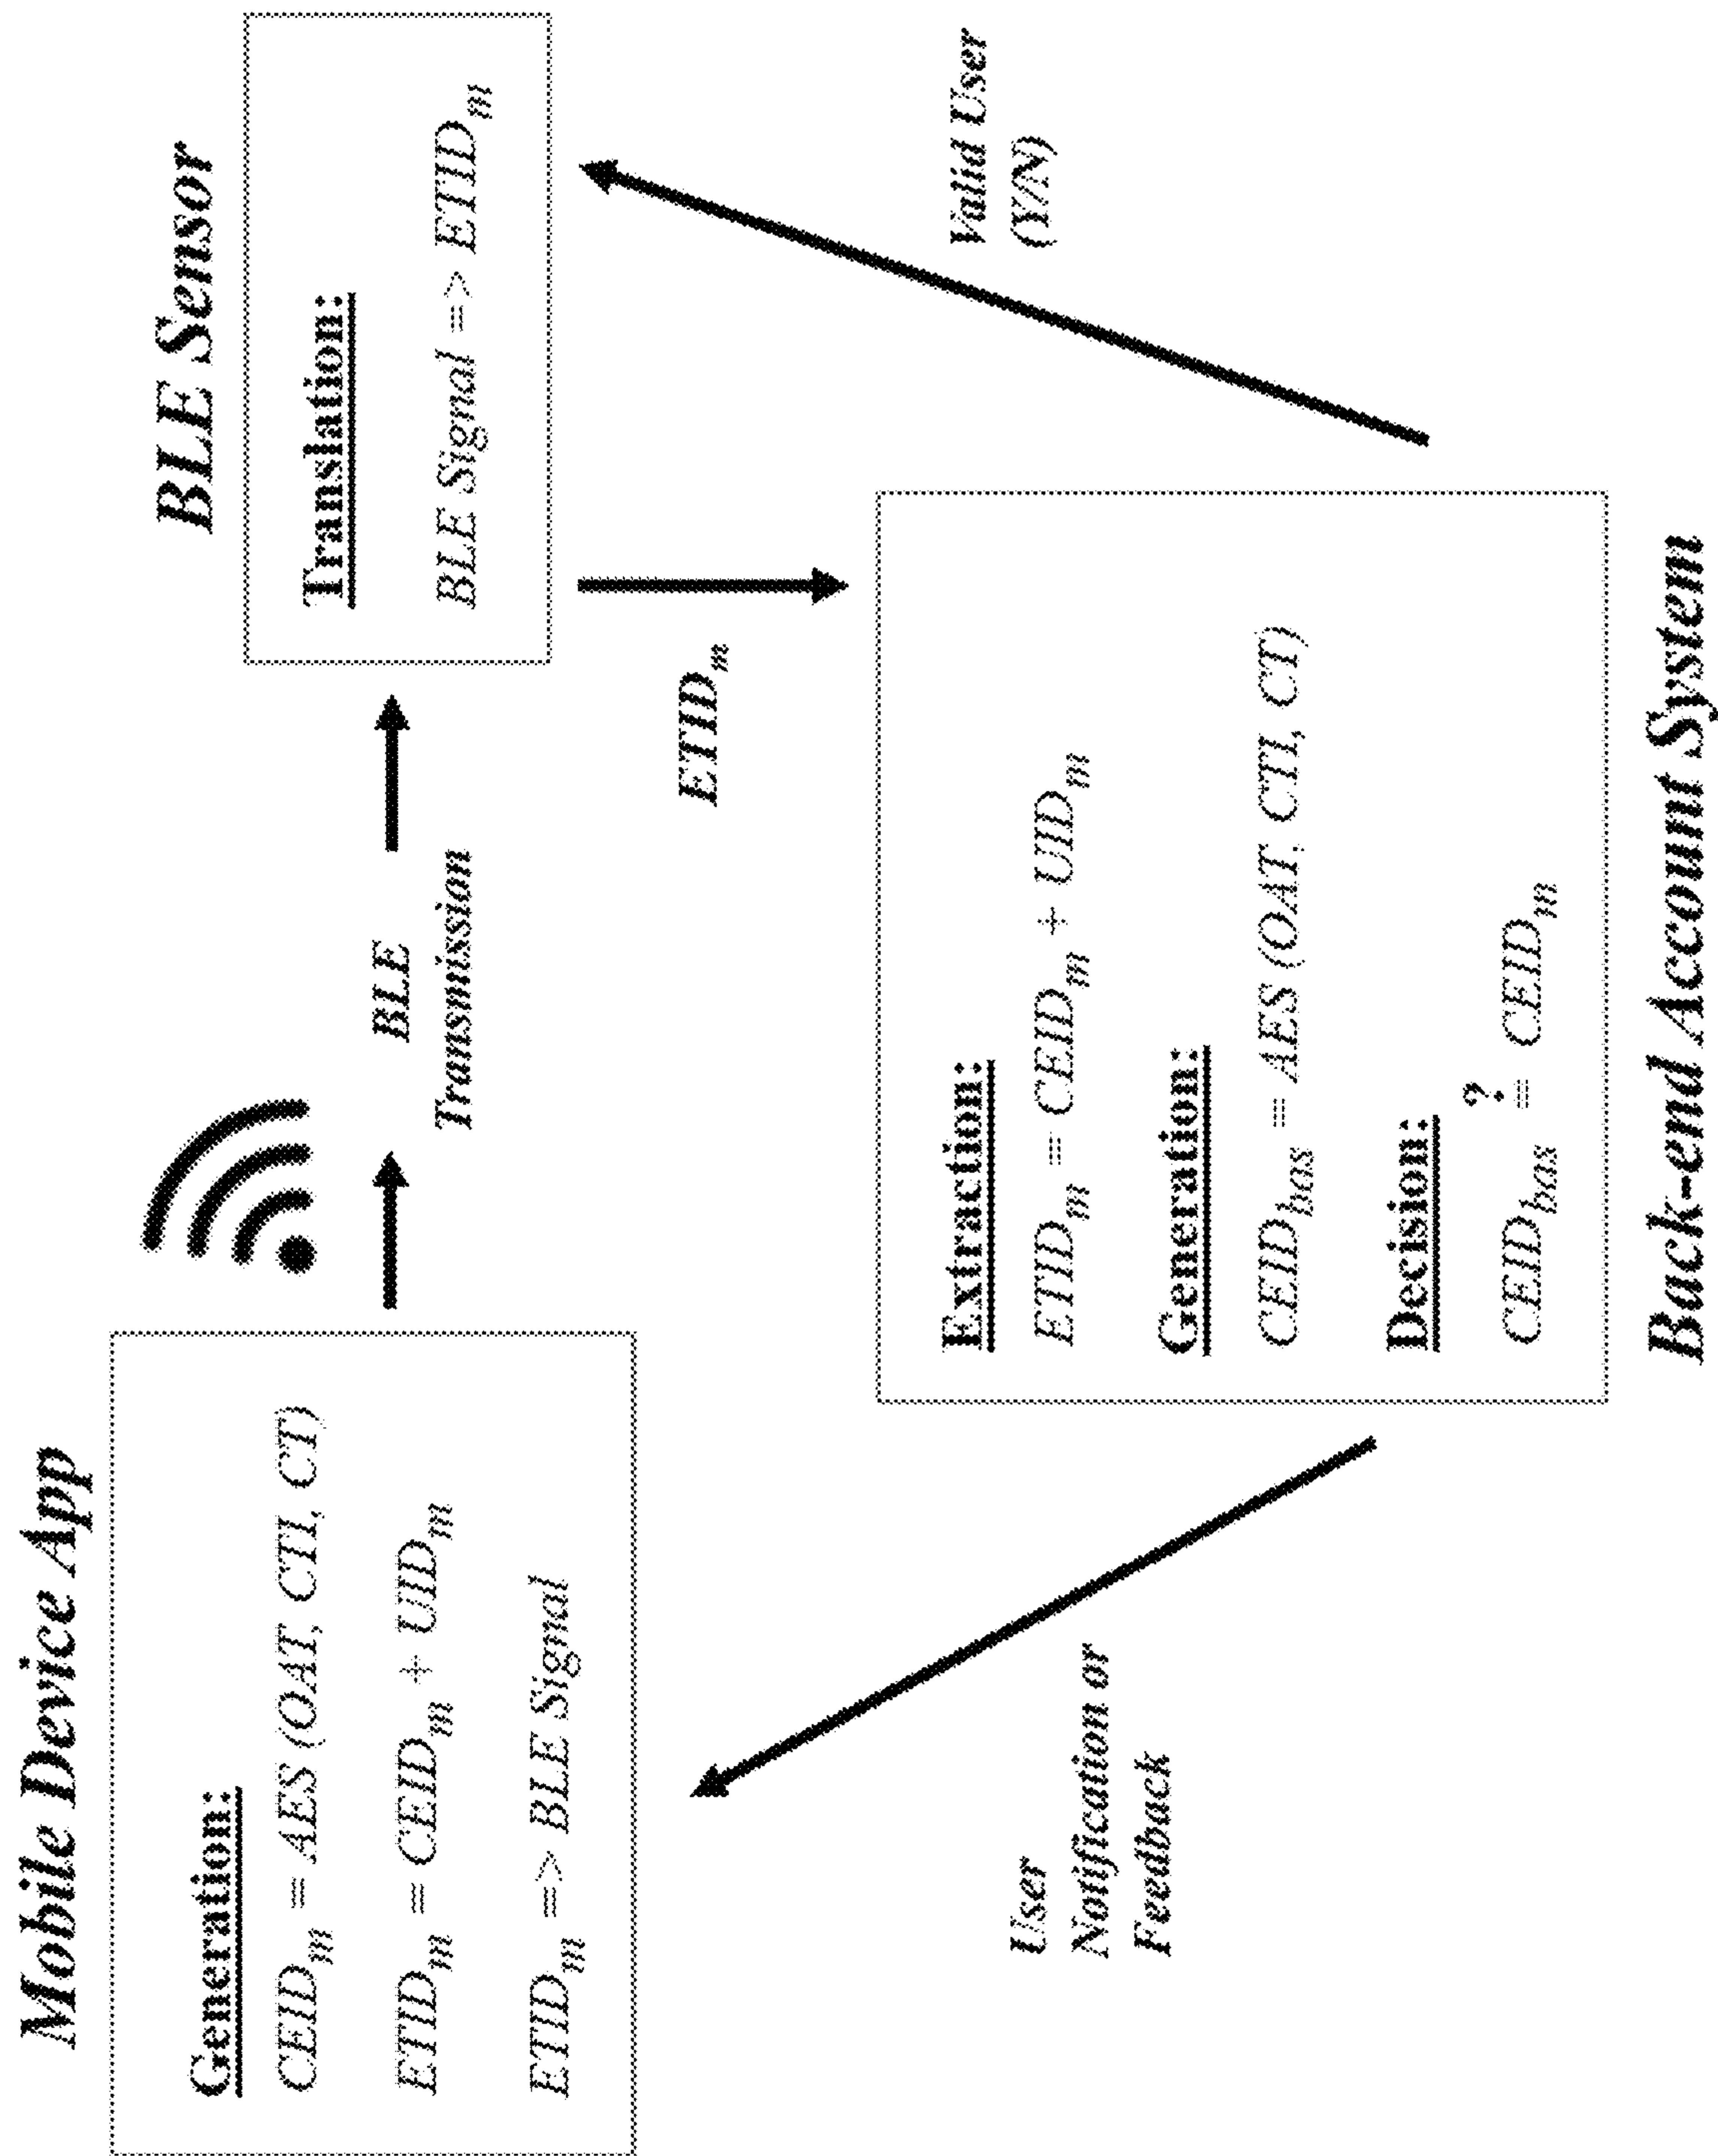 Mobile Device App
Generation:
CEID_m = AES (OAT, CTI, CT)
ETID_m = CEID_m + UID_m
ETID_m => BLE Signal
BLE
Transmission
BLE Sensor
Translation:
BLE Signal => ETID_m
ETID_m
Extraction:
ETID_m = CEID_m + UID_m
Generation:
CEID_bas = AES (OAT, CTI, CT)
Decision:
?
CEID_bas = CEID_m
Back-end Account System
User
Notification or
Feedback
Valid User
(Y/N)